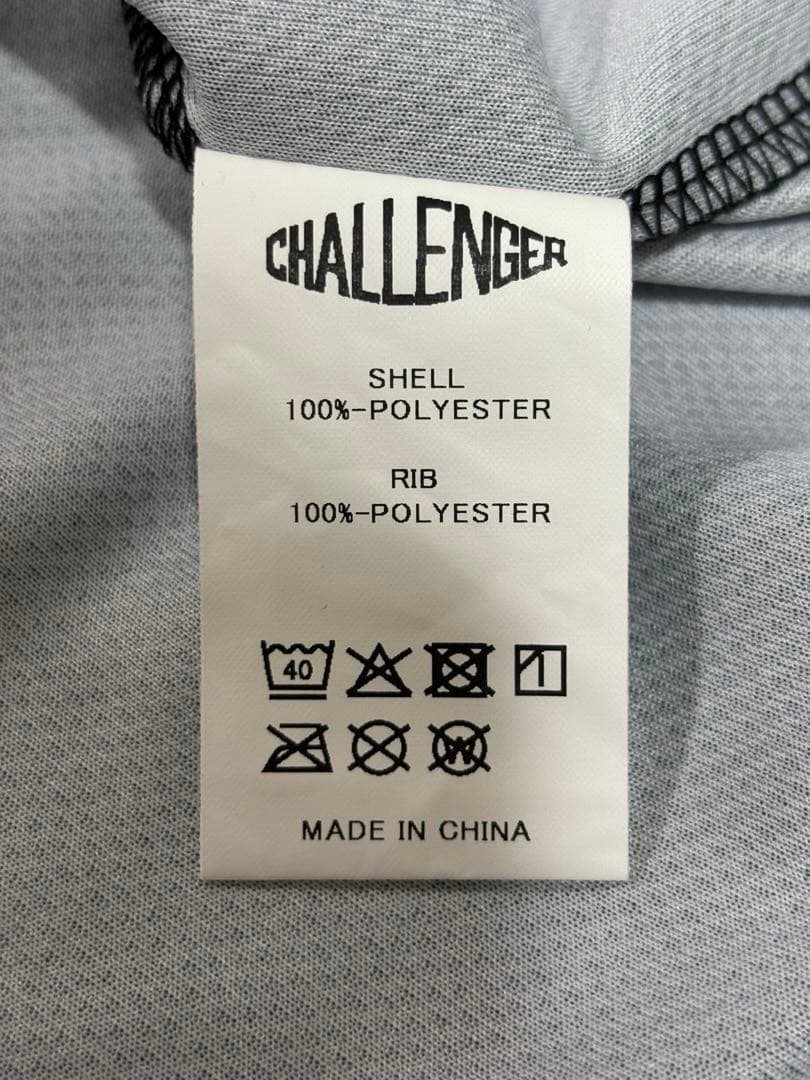 CHALLENGER
SHELL
100%-POLYESTER
RIB
100%-POLYESTER
40
W
MADE IN CHINA